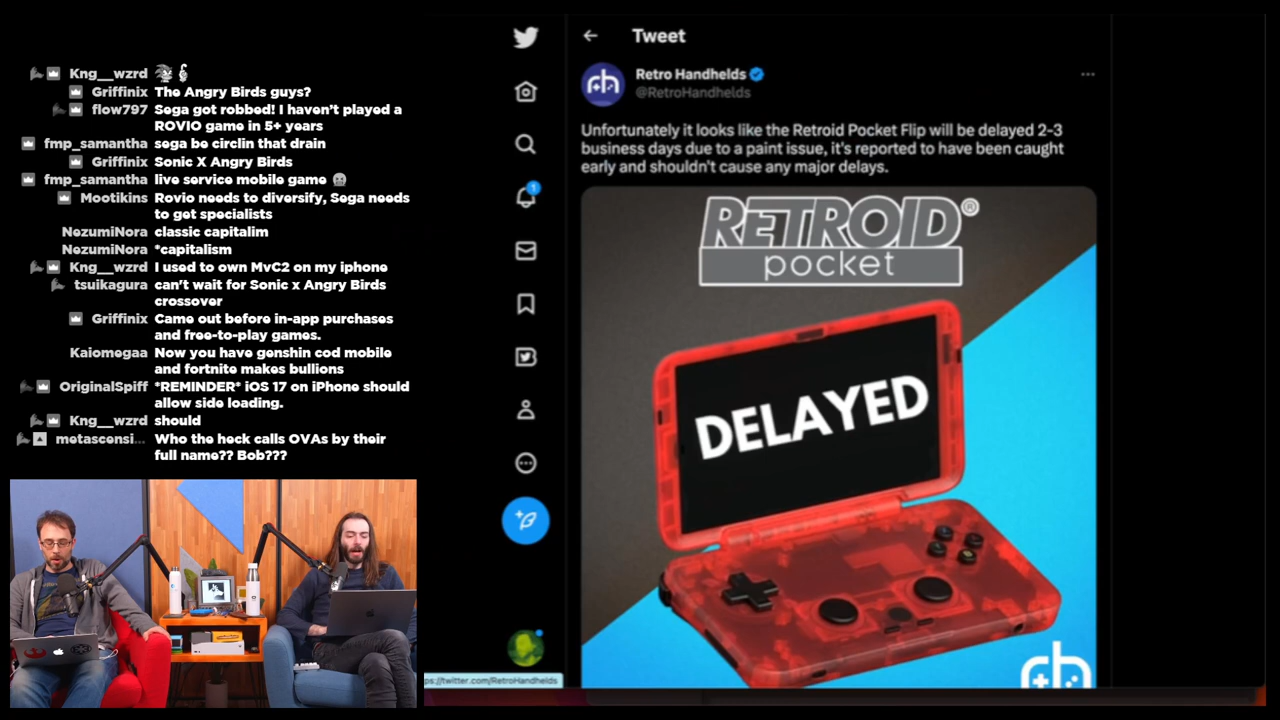 Kng__wzrd
Griffinix The Angry Birds guys?
flow797 Sega got robbed! I haven't played a
ROVIO game in 5+ years
fmp_samantha sega be circlin that drain
Griffinix Sonic X Angry Birds
fmp_samantha live service mobile game
Mootikins Rovio needs to diversify, Sega needs
to get specialists
NezumiNora classic capitalim
NezumiNora *capitalism
Kng__wzrd I used to own MvC2 on my iphone
tsuikagura can't wait for Sonic x Angry Birds
crossover
Griffinix Came out before in-app purchases
and free-to-play games.
Kaiomegaa Now you have genshin cod mobile
and fortnite makes bullions
OriginalSpiff *REMINDER* iOS 17 on iPhone should
allow side loading.
Kng__wzrd should
metascensi... Who the heck calls OVAs by their
full name?? Bob???
Tweet
Retro Handhelds
@RetroHandhelds
Unfortunately it looks like the Retroid Pocket Flip will be delayed 2-3
business days due to a paint issue, it's reported to have been caught
early and shouldn't cause any major delays.
RETROID®
pocket
DELAYED
1
rh
ps://twitter.com/RetroHandhelds